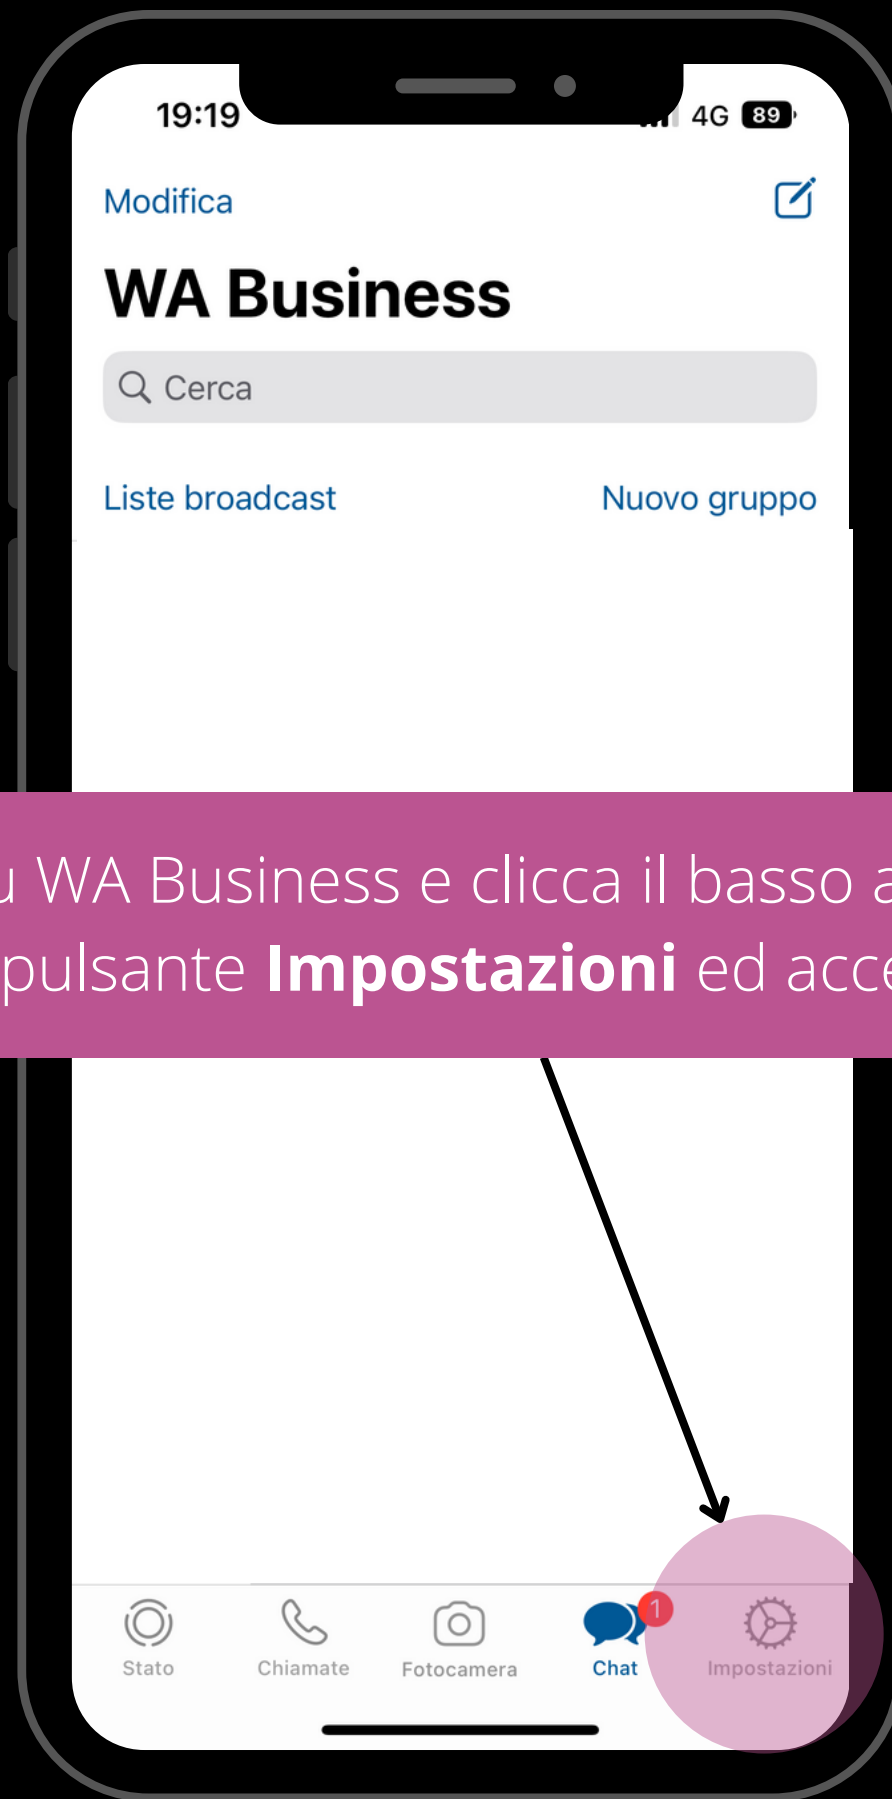 19:19 4G 89
Modifica
WA Business
Cerca
Liste broadcast Nuovo gruppo
WA Business e clicca il basso
pulsante Impostazioni ed
1
Stato Chiamate Fotocamera Chat Impostazioni